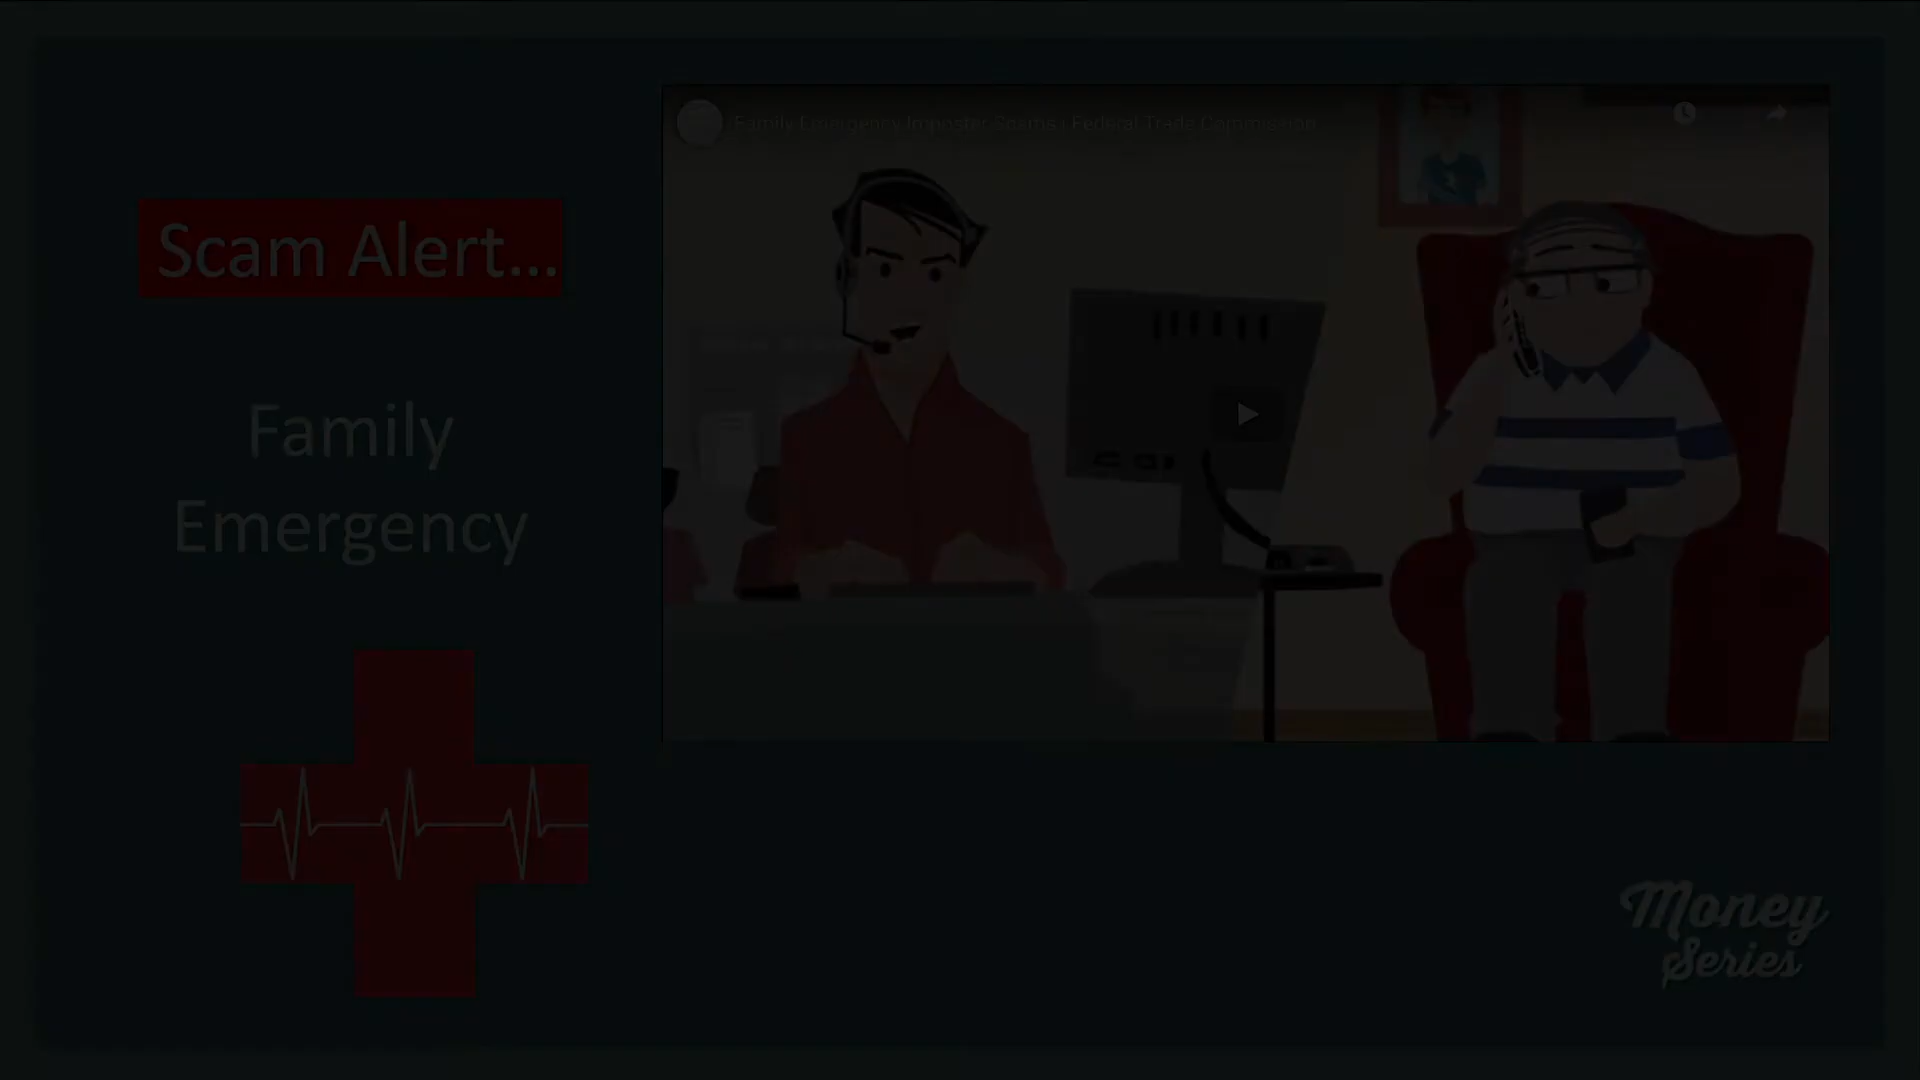 Scam Alert...
Family
Emergency
Family Emergency Imposter Scams | Federal Trade Commission
Money
Series